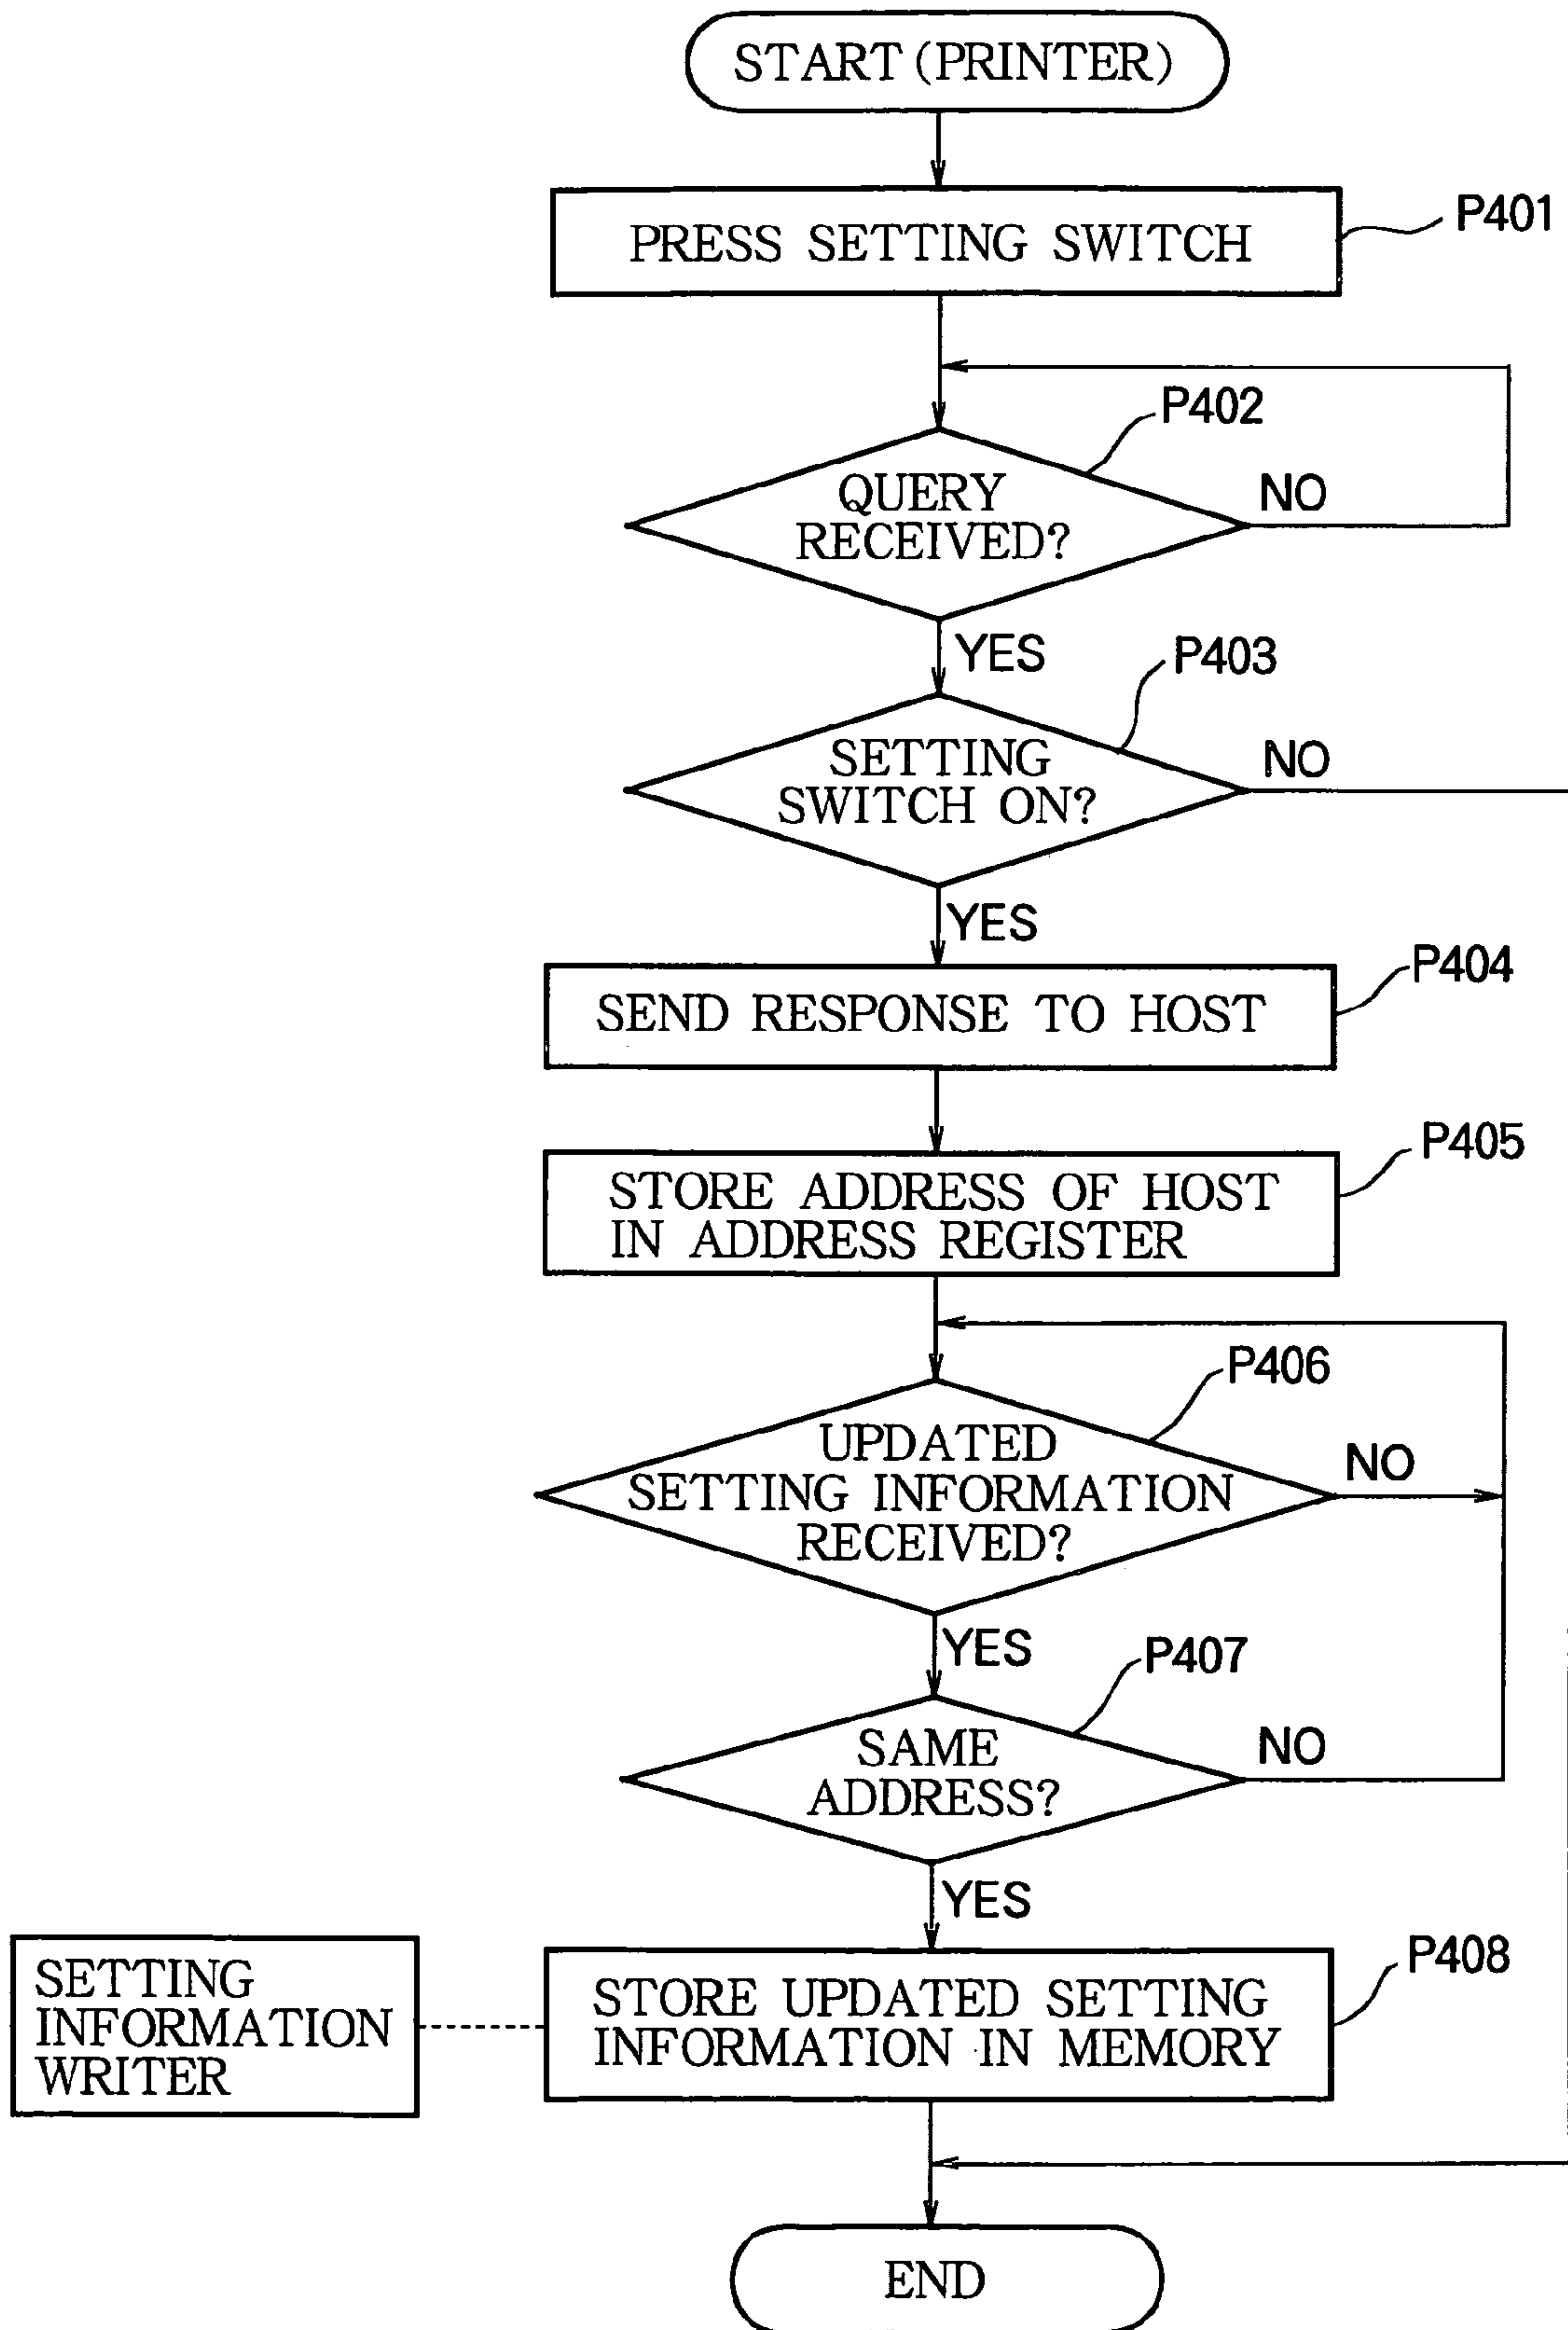 START (PRINTER)
PRESS SETTING SWITCH
P401
P402
QUERY
RECEIVED?
NO
YES
P403
SETTING
SWITCH ON?
NO
YES
P404
SEND RESPONSE TO HOST
P405
STORE ADDRESS OF HOST
IN ADDRESS REGISTER
P406
UPDATED
SETTING INFORMATION
RECEIVED?
NO
YES
P407
SAME
ADDRESS?
NO
YES
P408
SETTING
INFORMATION
WRITER
STORE UPDATED SETTING
INFORMATION IN MEMORY
END